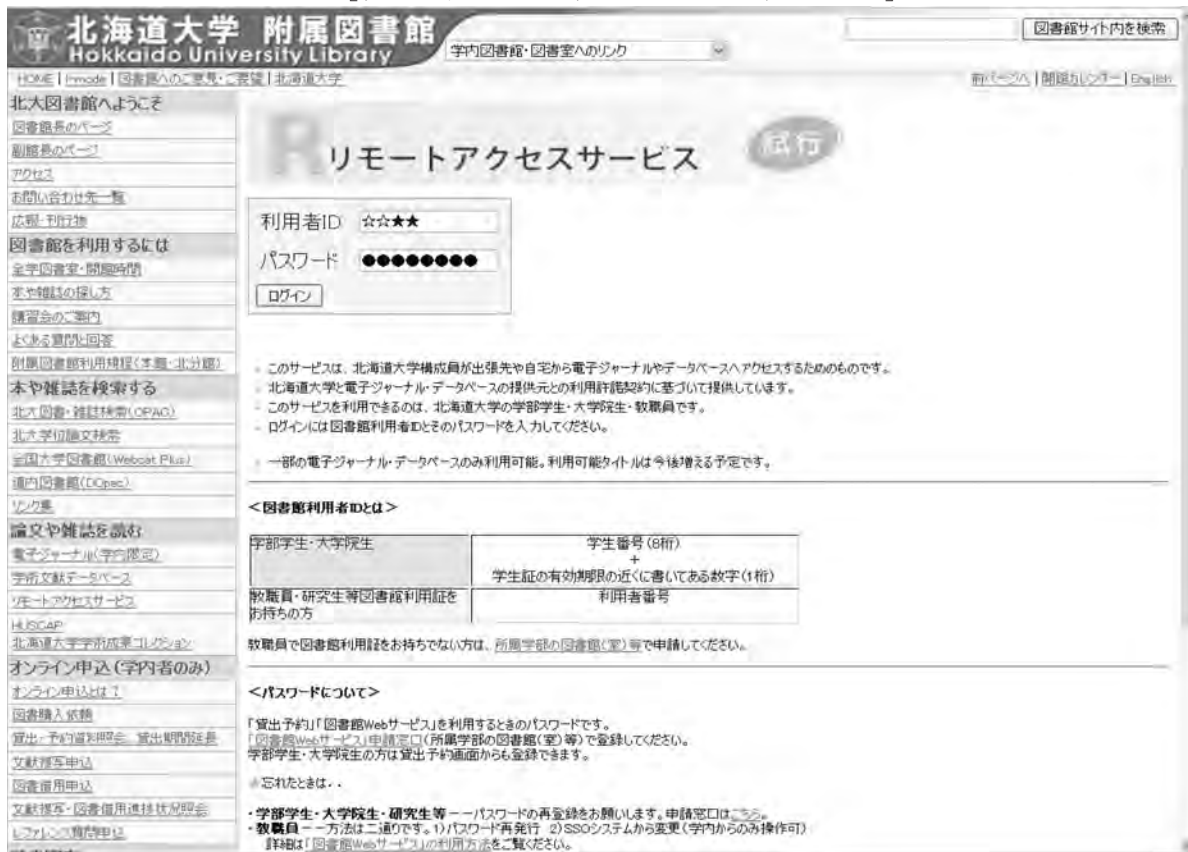 北海道大学 附属図書館
Hokkaido University Library
学内図書館・図書室へのリンク
図書館サイト内を検索
HOME | i-mode | 図書館へのご意見・ご要望 | 北海道大学
前ページへ | 開館カレンダー | English
北大図書館へようこそ
図書館長のページ
副館長のページ
アクセス
お問い合わせ先一覧
広報・刊行物
図書館を利用するには
全学図書室・開館時間
本や雑誌の探し方
講習会のご案内
よくある質問と回答
附属図書館利用規程(本館・北分館)
本や雑誌を検索する
北大図書・雑誌検索(OPAC)
北大学位論文検索
全国大学図書館(Webcat Plus)
道内図書館(DOpac)
リンク集
論文や雑誌を読む
電子ジャーナル(学内限定)
学術文献データベース
リモートアクセスサービス
HUSCAP
北海道大学学術成果コレクション
オンライン申込(学内者のみ)
オンライン申込とは?
図書購入依頼
貸出・予約資料照会、貸出期間延長
文献複写申込
図書借用申込
文献複写・図書借用進捗状況照会
レファレンス質問申込
R リモートアクセスサービス 試行
利用者ID ☆☆★★
パスワード ●●●●●●●●
ログイン
このサービスは、北海道大学構成員が出張先や自宅から電子ジャーナルやデータベースへアクセスするためのものです。
北海道大学と電子ジャーナル・データベースの提供元との利用許諾契約に基づいて提供しています。
このサービスを利用できるのは、北海道大学の学部学生・大学院生・教職員です。
ログインには図書館利用者IDとそのパスワードを入力してください。
一部の電子ジャーナル・データベースのみ利用可能。利用可能タイトルは今後増える予定です。
<図書館利用者IDとは>
学部学生・大学院生
学生番号(8桁)
+
学生証の有効期限の近くに書いてある数字(1桁)
教職員・研究生等図書館利用証を
お持ちの方
利用者番号
教職員で図書館利用証をお持ちでない方は、所属学部の図書館(室)等で申請してください。
<パスワードについて>
「貸出予約」「図書館Webサービス」を利用するときのパスワードです。
「図書館Webサービス」申請窓口(所属学部の図書館(室)等)で登録してください。
学部学生・大学院生の方は貸出予約画面からも登録できます。
忘れたときは・・
・学部学生・大学院生・研究生等ーーパスワードの再登録をお願いします。申請窓口はこちら。
・教職員ーー方法は二通りです。1)パスワード再発行 2)SSOシステムから変更(学内からのみ操作可)
詳細は「図書館Webサービス」の利用方法をご覧ください。